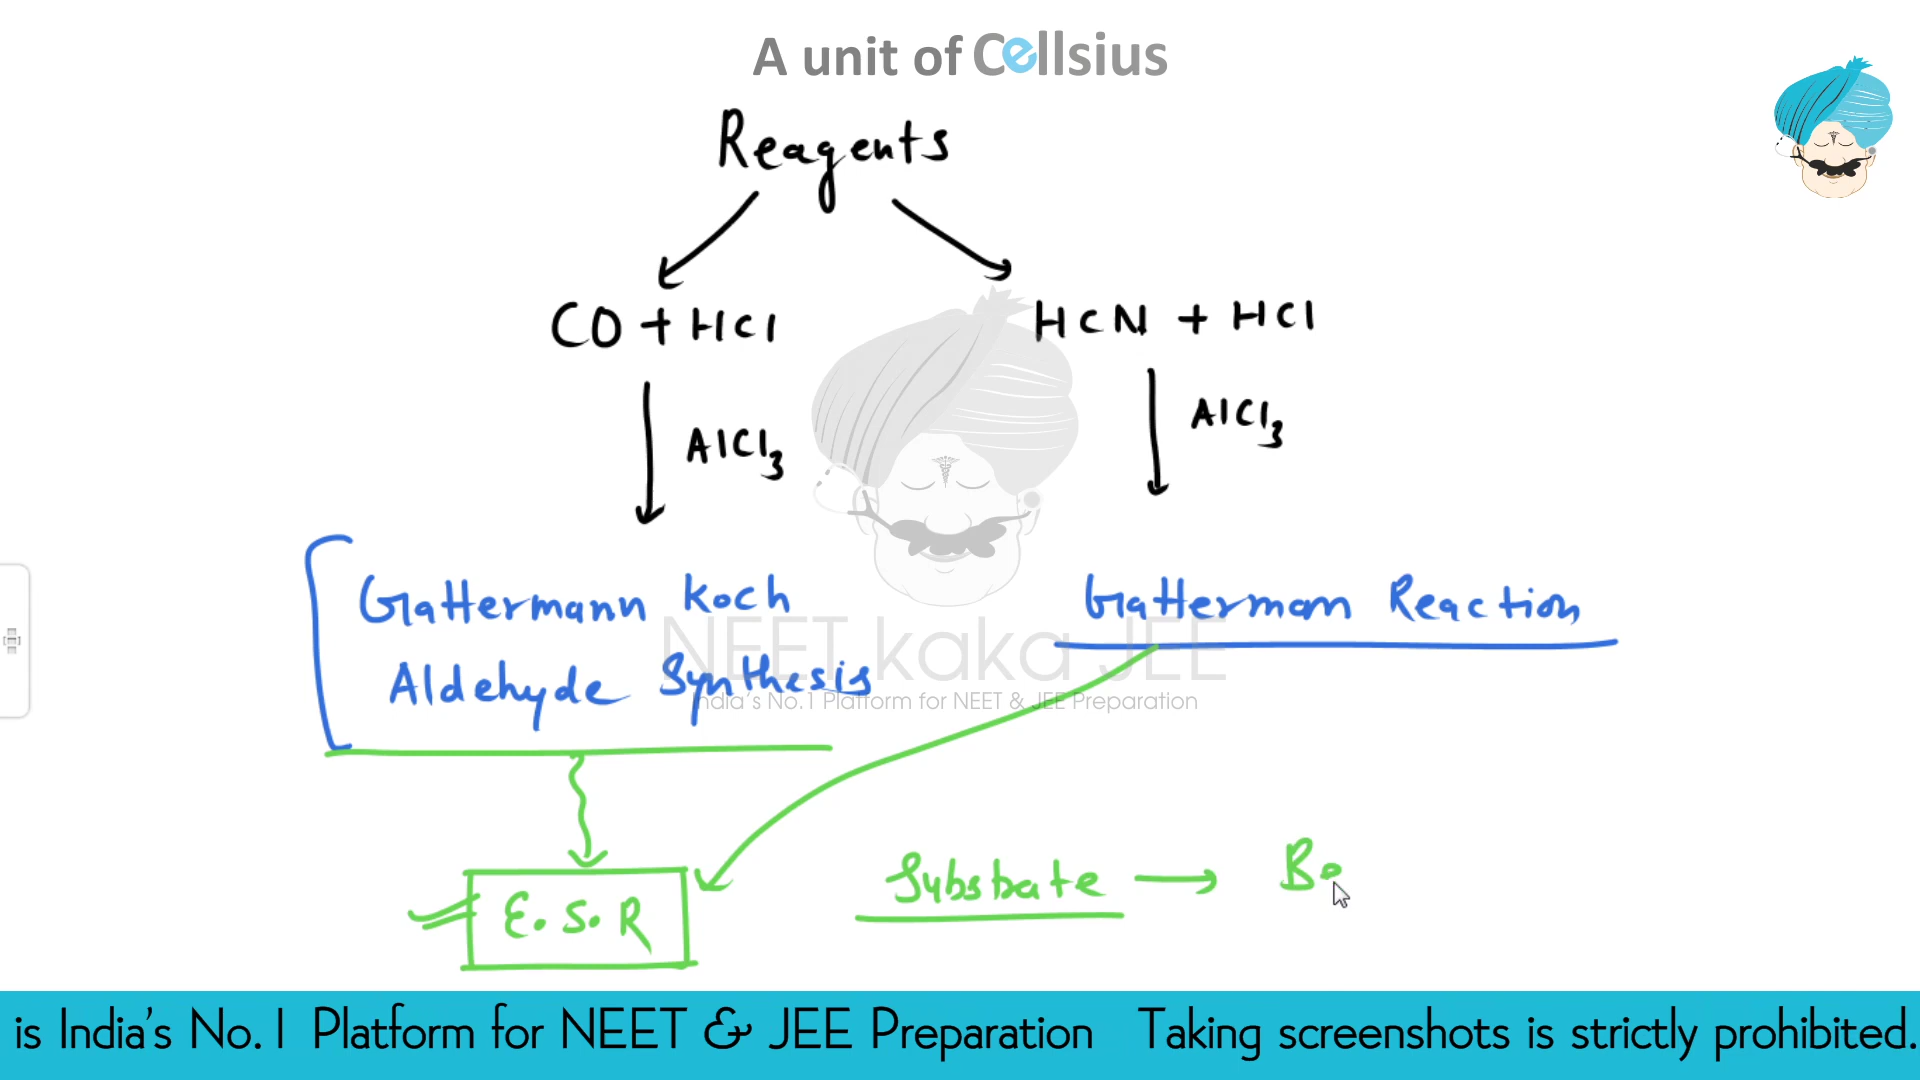 A unit of Cellsius
Reagents
CO + HCl
HCN + HCl
AlCl3
AlCl3
Gattermann Koch
Aldehyde Synthesis
Gatterman Reaction
NEET kaka JEE
India's No.1 Platform for NEET & JEE Preparation
E.S.R
Substrate → Be
is India's No. 1 Platform for NEET & JEE Preparation Taking screenshots is strictly prohibited.